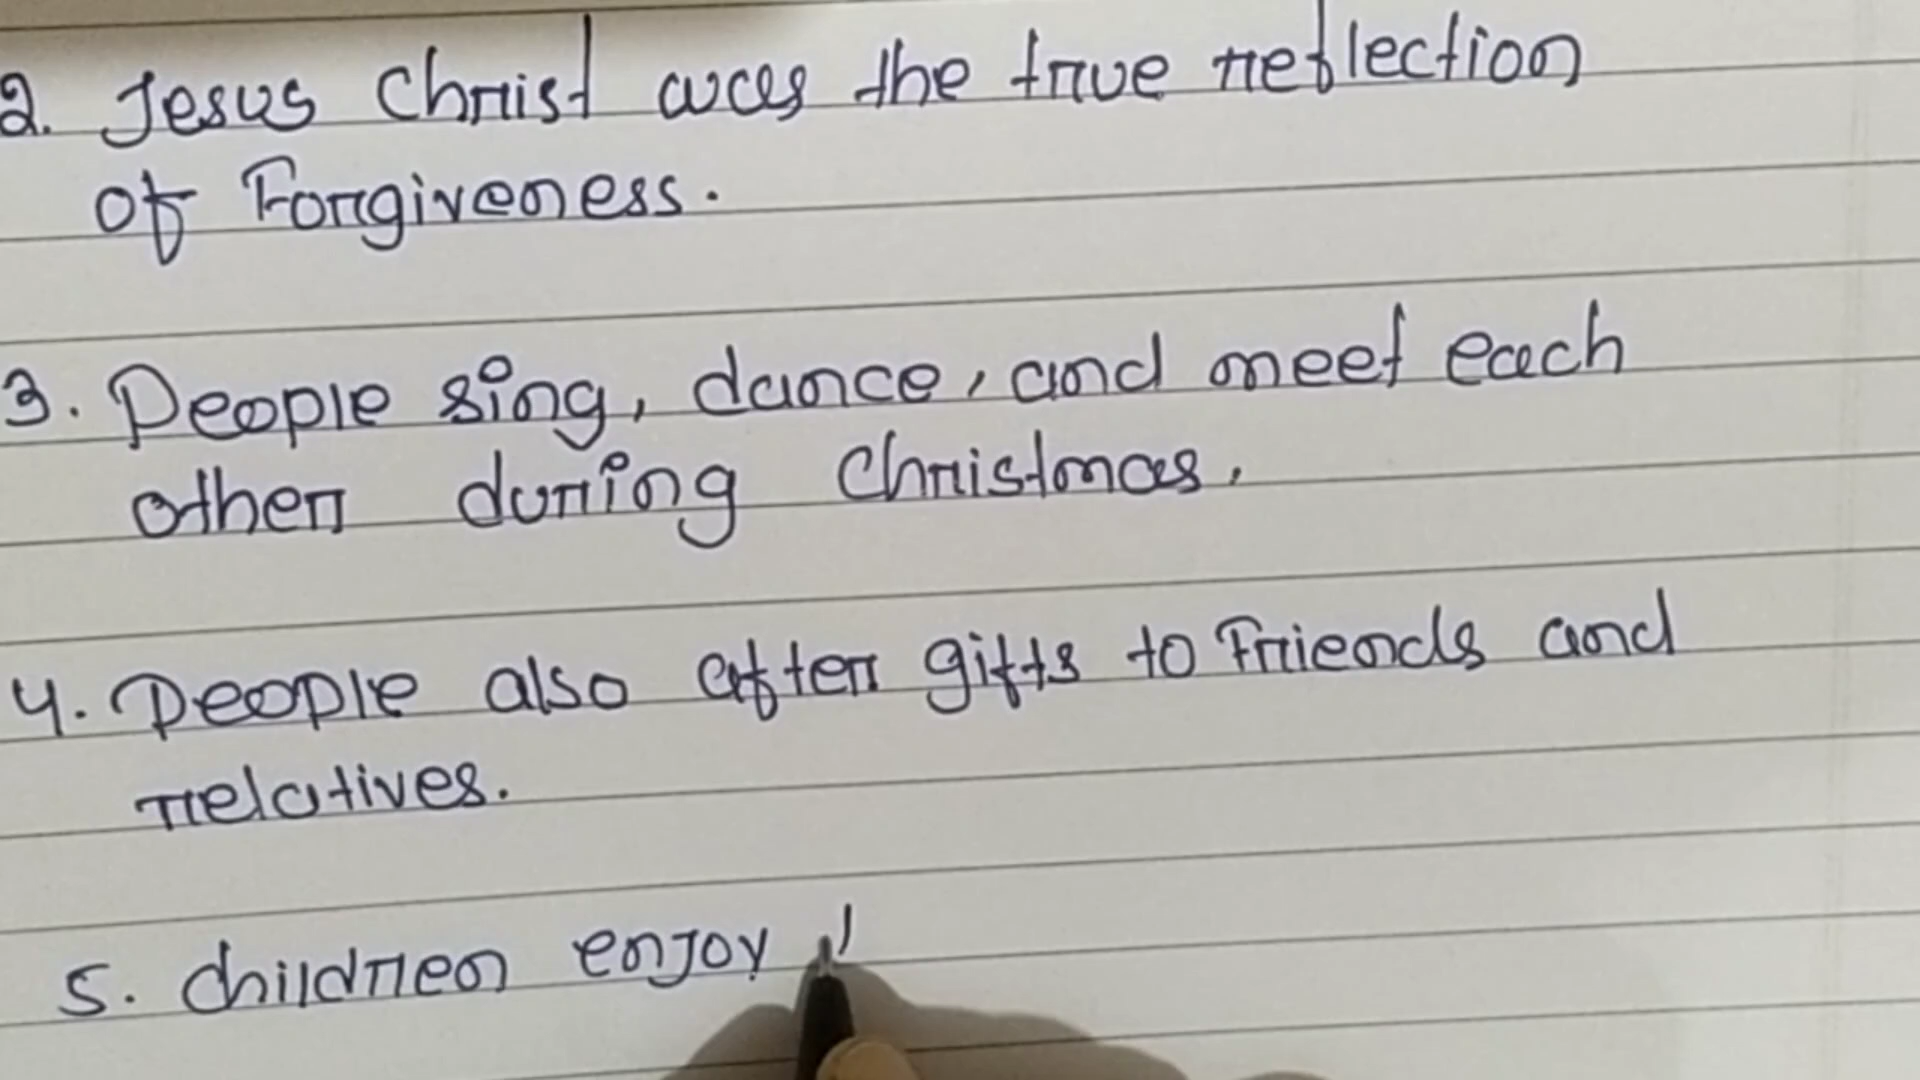 2. Jesus Christ was the true reflection
of Forgiveness.
3. People sing, dance, and meet each
other during Christmas.
4. People also after gifts to Friends and
relatives.
5. children enjoy